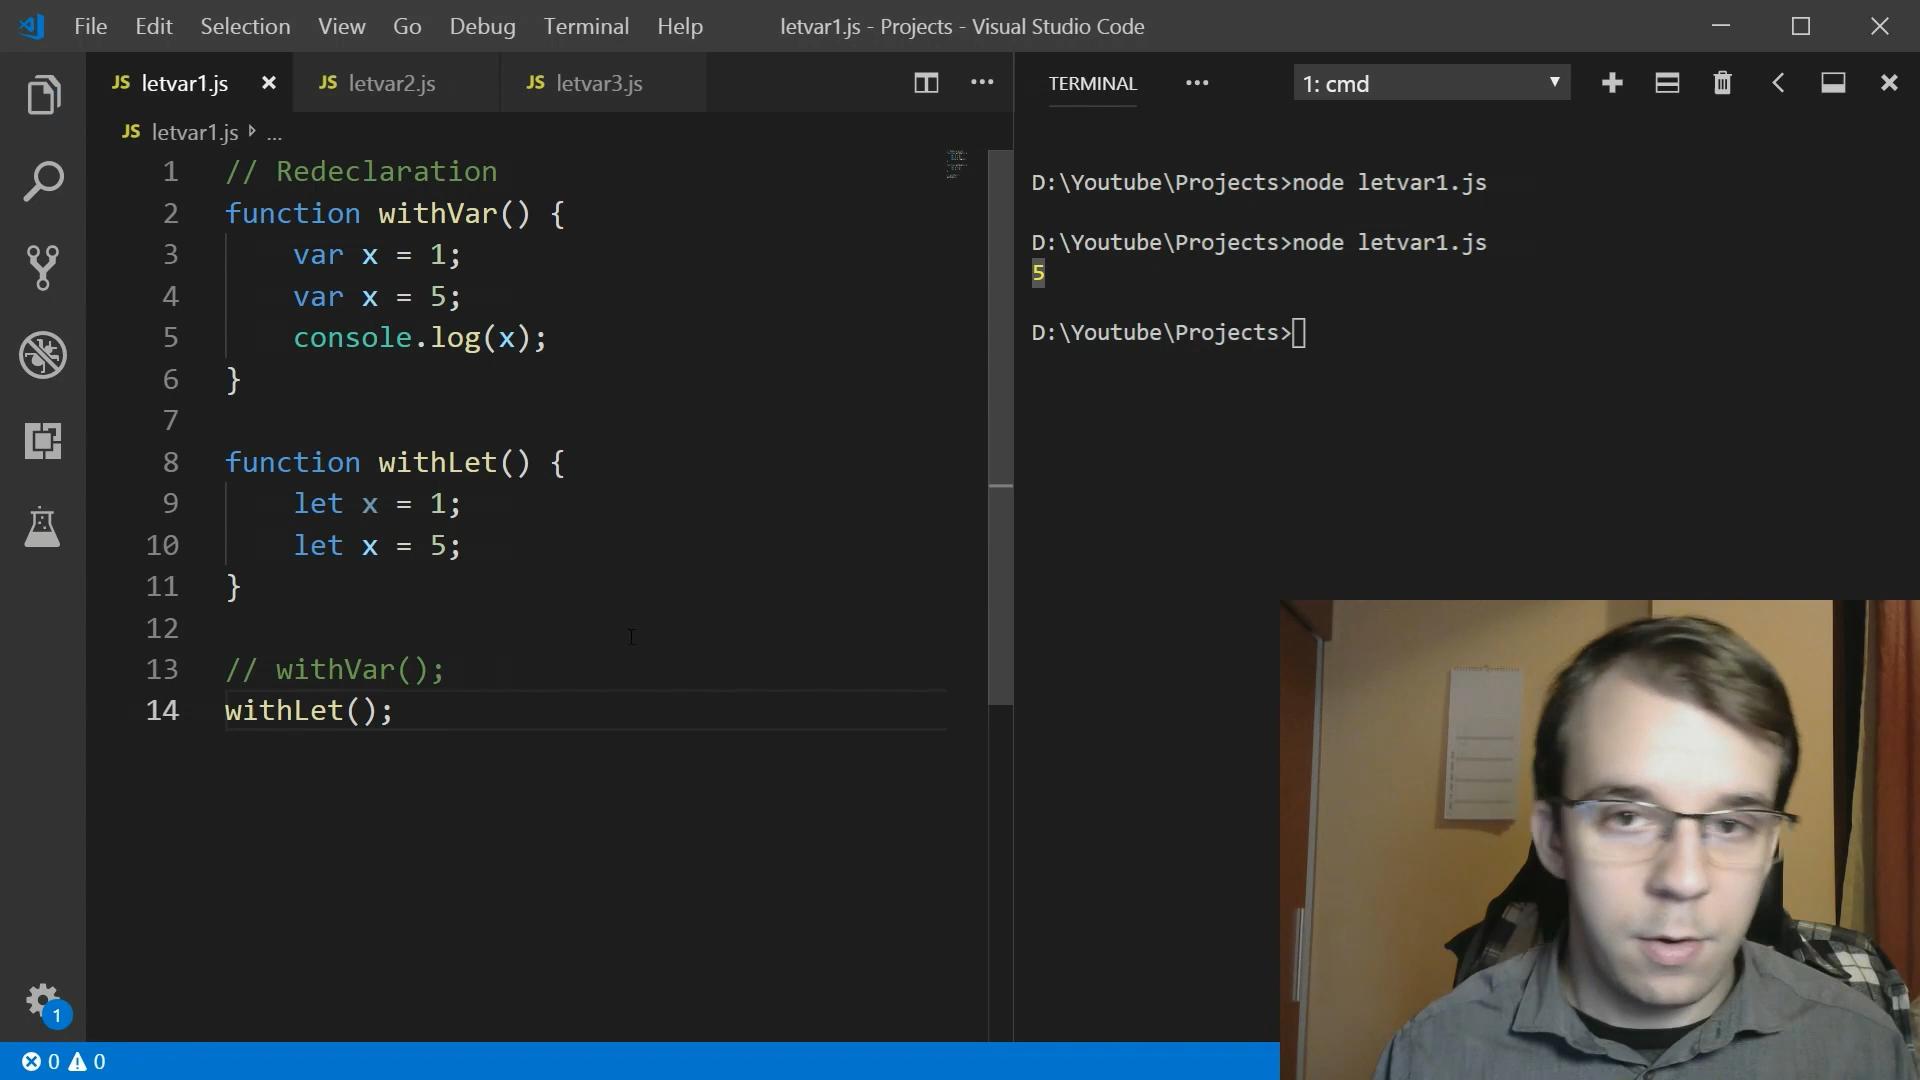 File Edit Selection View Go Debug Terminal Help letvar1.js - Projects - Visual Studio Code
JS letvar1.js JS letvar2.js JS letvar3.js
JS letvar1.js ...
1 // Redeclaration
2 function withVar() {
3 var x = 1;
4 var x = 5;
5 console.log(x);
6 }
7
8 function withLet() {
9 let x = 1;
10 let x = 5;
11 }
12
13 // withVar();
14 withLet();
TERMINAL ... 1: cmd
D:\Youtube\Projects>node letvar1.js
D:\Youtube\Projects>node letvar1.js
5
D:\Youtube\Projects>
1
0 0